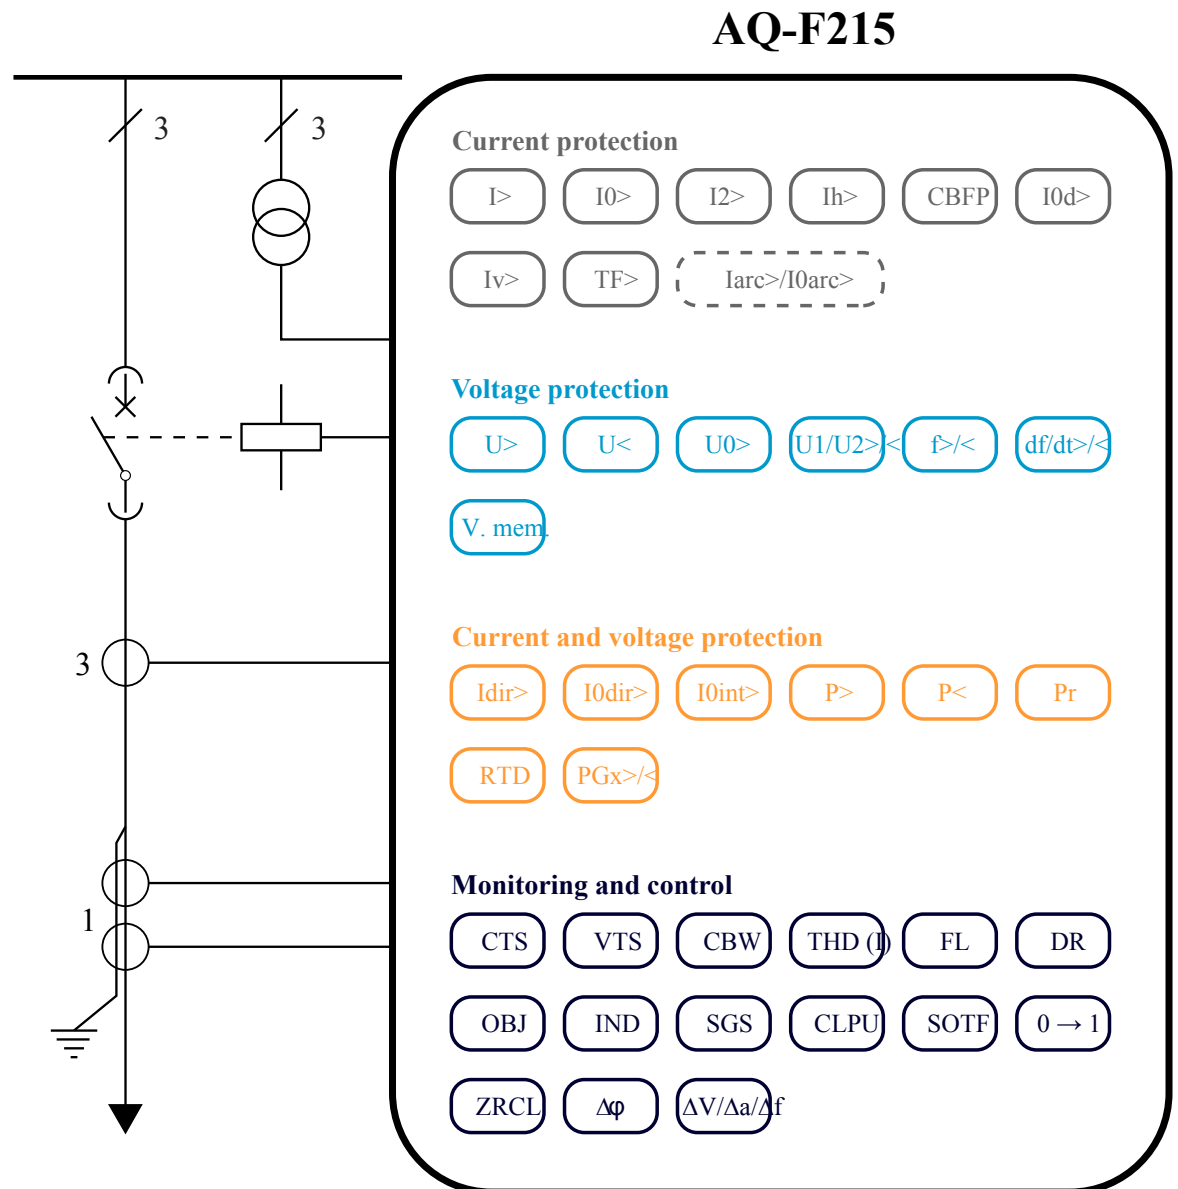 AQ-F215
3
3
Current protection
I>
I0>
I2>
Ih>
CBFP
I0d>
Iv>
TF>
Iarc>/I0arc>
Voltage protection
U>
U<
U0>
U1/U2>/<
f>/<
df/dt>/<
V. mem.
Current and voltage protection
3
Idir>
I0dir>
I0int>
P>
P<
Pr
RTD
PGx>/<
Monitoring and control
1
CTS
VTS
CBW
THD (I)
FL
DR
OBJ
IND
SGS
CLPU
SOTF
0 → 1
ZRCL
Δφ
ΔV/Δa/Δf